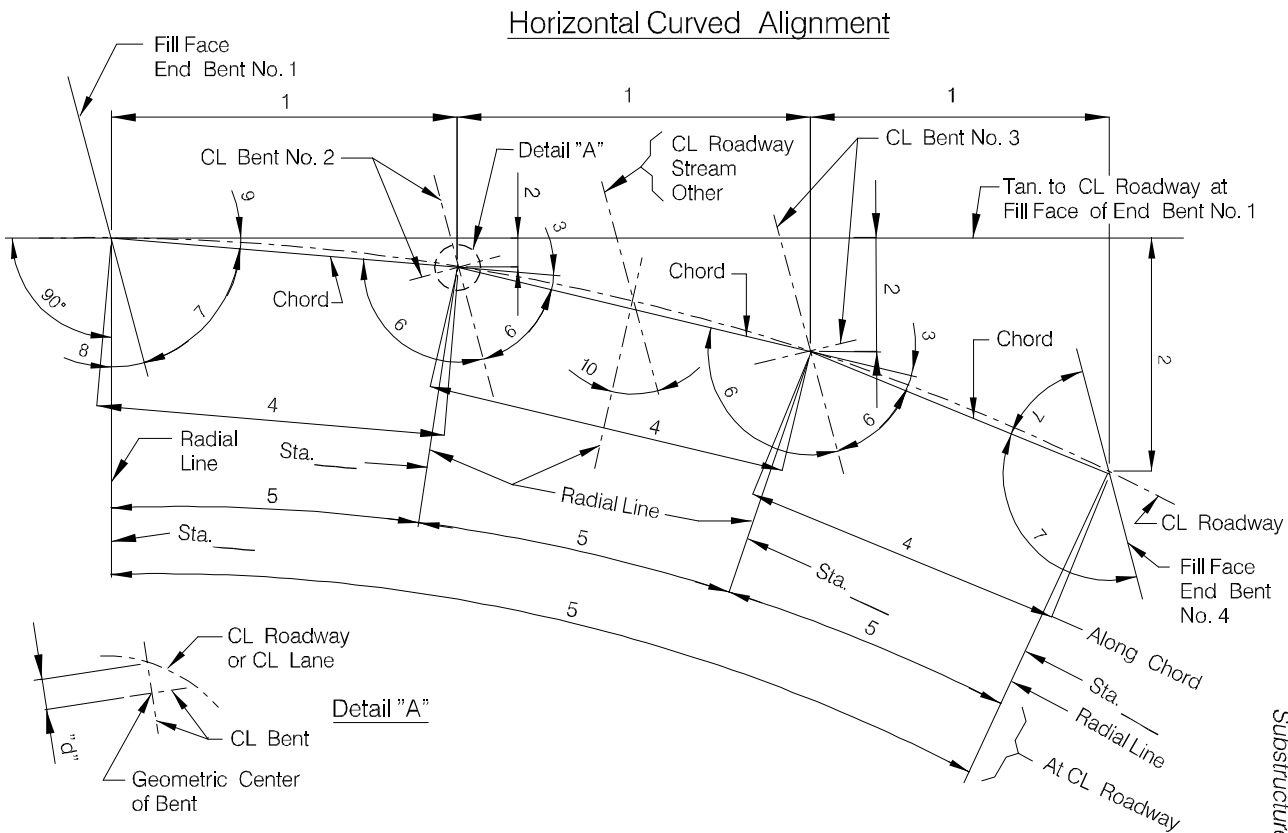 Horizontal Curved Alignment
Fill Face
End Bent No. 1
1
1
1
CL Bent No. 2
Detail "A"
CL Roadway
Stream
Other
CL Bent No. 3
Tan. to CL Roadway at
Fill Face of End Bent No. 1
9
2
3
2
3
2
Chord
Chord
Chord
90°
8
7
6
6
10
6
6
7
7
4
4
4
Radial
Line
Sta.
Radial Line
5
5
5
5
Sta.
Sta.
CL Roadway
Fill Face
End Bent
No. 4
Along Chord
Sta.
Radial Line
At CL Roadway
CL Roadway
or CL Lane
Detail "A"
"d"
CL Bent
Geometric Center
of Bent